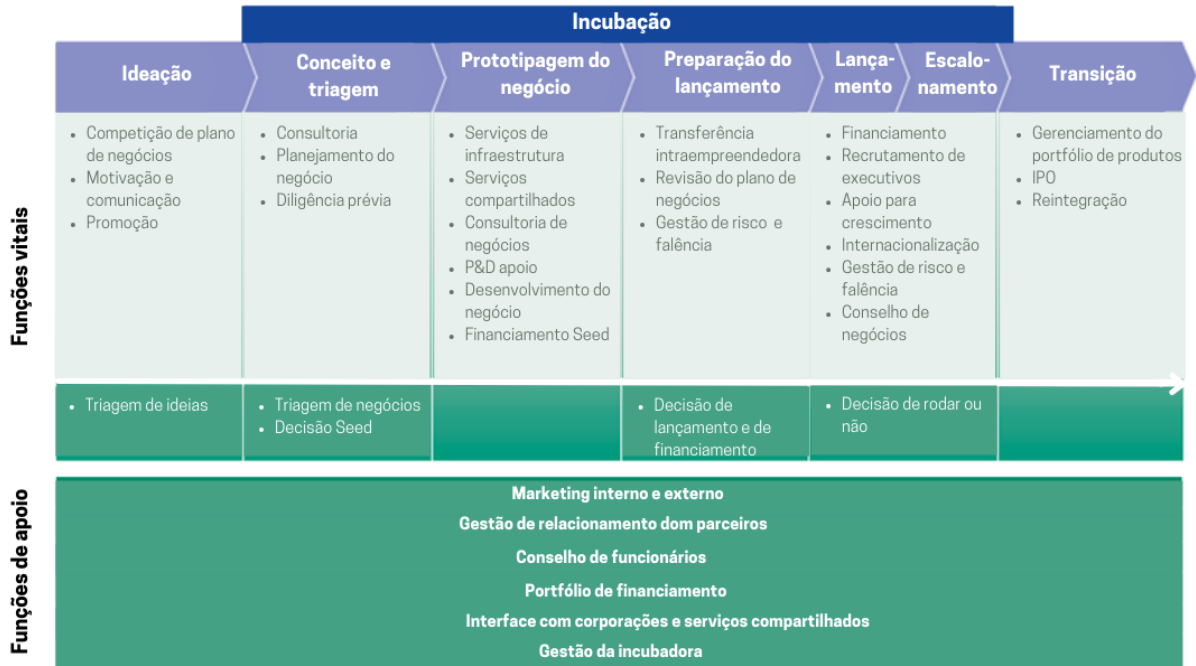 Incubação
Ideação
Conceito e
triagem
Prototipagem do
negócio
Preparação do
lançamento
Lança-
mento
Escalo-
namento
Transição
Funções vitais
• Competição de plano
de negócios
• Motivação e
comunicação
• Promoção
• Consultoria
• Planejamento do
negócio
• Diligência prévia
• Serviços de
infraestrutura
• Serviços
compartilhados
• Consultoria de
negócios
• P&D apoio
• Desenvolvimento do
negócio
• Financiamento Seed
• Transferência
intraempreendedora
• Revisão do plano de
negócios
• Gestão de risco e
falência
• Financiamento
• Recrutamento de
executivos
• Apoio para
crescimento
• Internacionalização
• Gestão de risco e
falência
• Conselho de
negócios
• Gerenciamento do
portfólio de produtos
• IPO
• Reintegração
• Triagem de ideias
• Triagem de negócios
• Decisão Seed
• Decisão de
lançamento e de
financiamento
• Decisão de rodar ou
não
Funções de apoio
Marketing interno e externo
Gestão de relacionamento dom parceiros
Conselho de funcionários
Portfólio de financiamento
Interface com corporações e serviços compartilhados
Gestão da incubadora